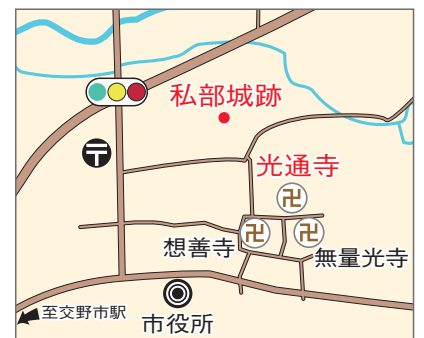 私部城跡
光通寺
想善寺
無量光寺
至交野市駅
市役所